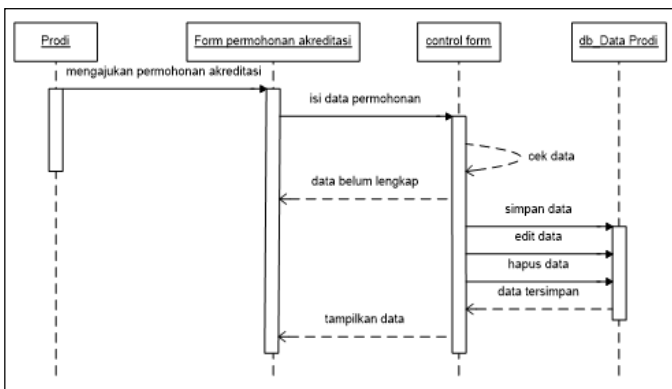 Prodi
Form permohonan akreditasi
control form
db_Data Prodi
mengajukan permohonan akreditasi
isi data permohonan
cek data
data belum lengkap
simpan data
edit data
hapus data
data tersimpan
tampilkan data